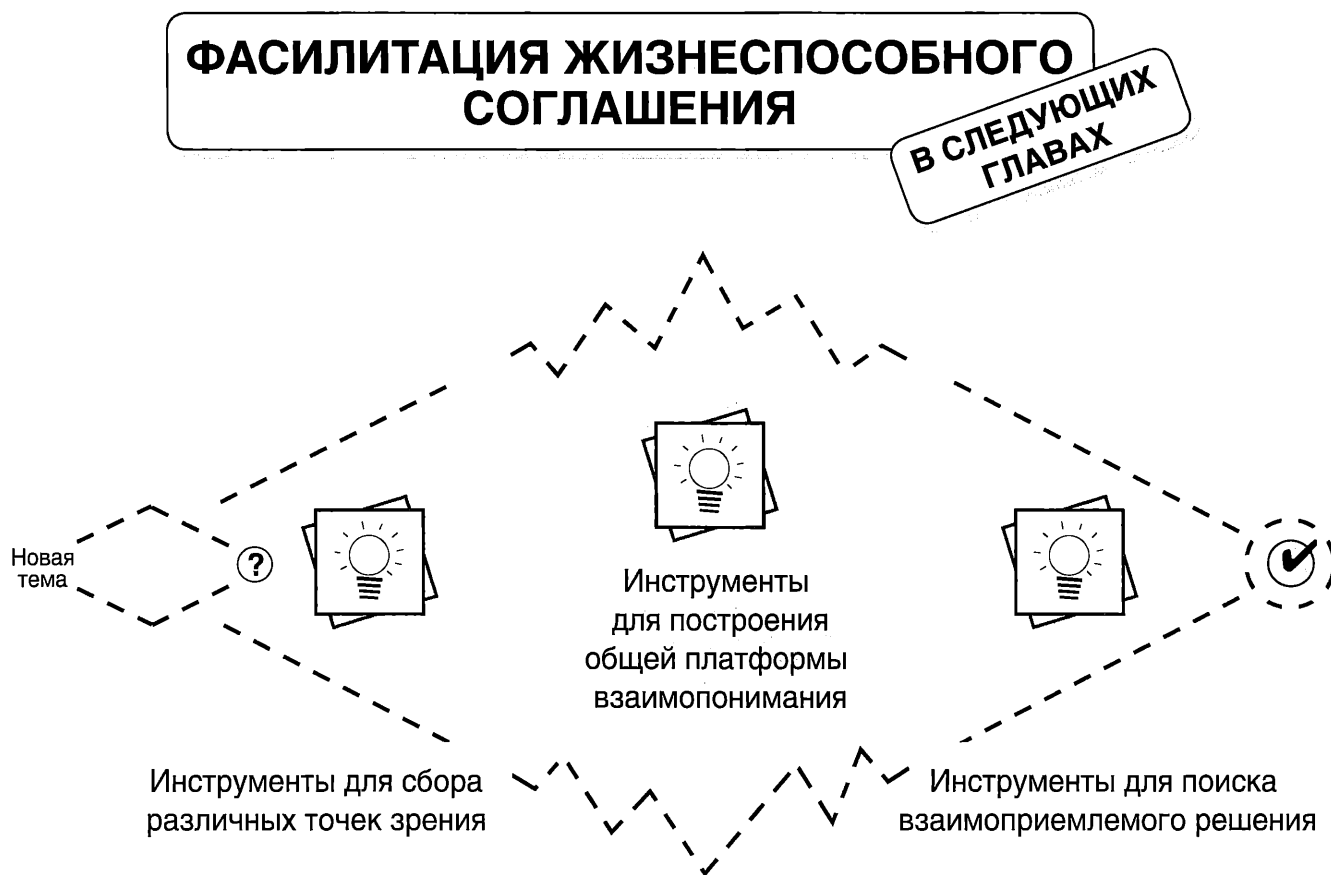 ФАСИЛИТАЦИЯ ЖИЗНЕСПОСОБНОГО
СОГЛАШЕНИЯ
В СЛЕДУЮЩИХ
ГЛАВАХ
Новая
тема
?
Инструменты
для построения
общей платформы
взаимопонимания
Инструменты для сбора
различных точек зрения
Инструменты для поиска
взаимоприемлемого решения